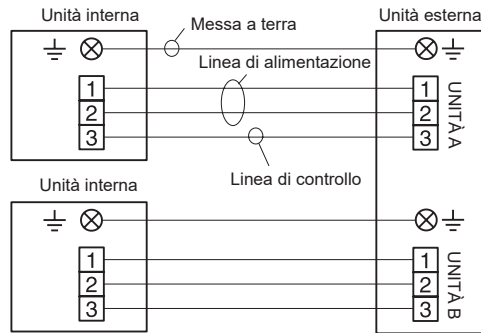 Unità interna
Messa a terra
Unità esterna
Linea di alimentazione
1
2
3
1
2
3
UNITÀ A
Linea di controllo
Unità interna
1
2
3
1
2
3
UNITÀ B